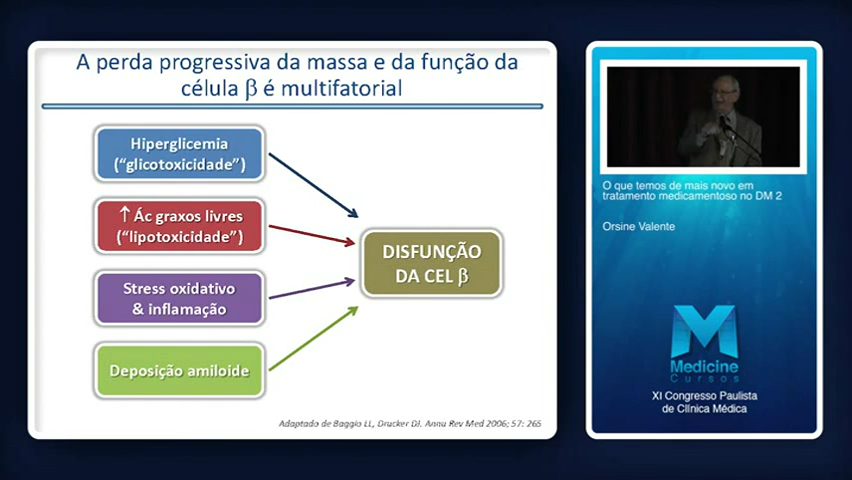 A perda progressiva da massa e da função da
célula β é multifatorial
Hiperglicemia
(“glicotoxicidade”)
↑ Ác graxos livres
(“lipotoxicidade”)
Stress oxidativo
& inflamação
Deposição amiloide
DISFUNÇÃO
DA CEL β
Adaptado de Baggio LL, Drucker DJ. Annu Rev Med 2006; 57: 265
O que temos de mais novo em
tratamento medicamentoso no DM 2
Orsine Valente
Medicine
Cursos
XI Congresso Paulista
de Clínica Médica